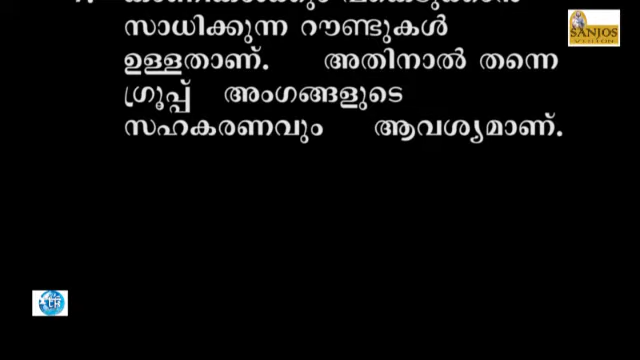 സാധിക്കുന്ന റൗണ്ടുകൾ
ഉള്ളതാണ്. അതിനാൽ തന്നെ
ഗ്രൂപ്പ് അംഗങ്ങളുടെ
സഹകരണവും ആവശ്യമാണ്.
SANJOS